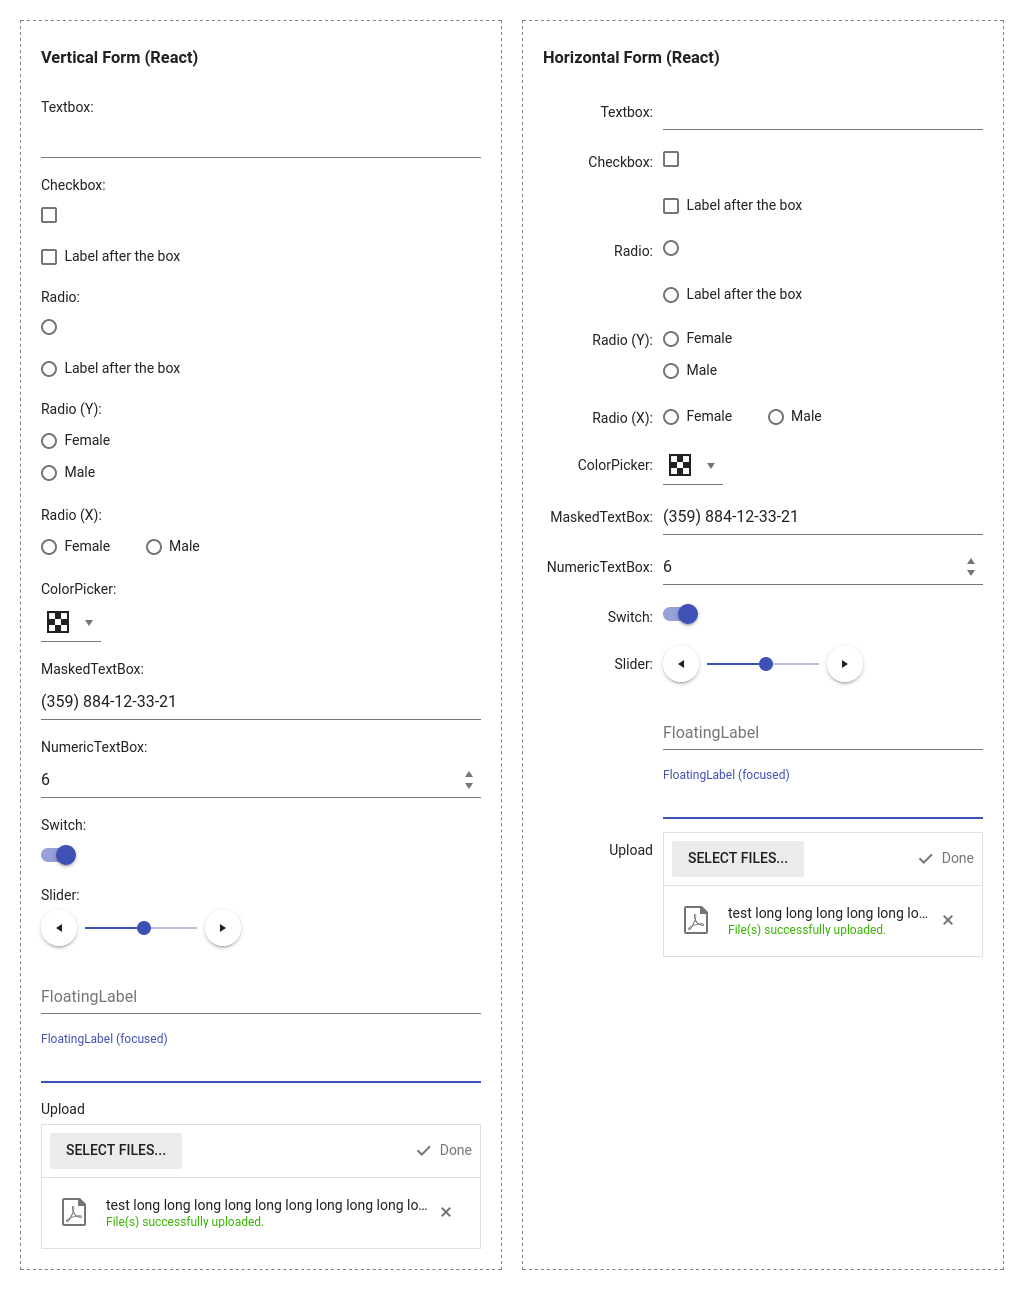 Vertical Form (React)
Textbox:
Checkbox:
Label after the box
Radio:
Label after the box
Radio (Y):
Female
Male
Radio (X):
Female Male
ColorPicker:
MaskedTextBox:
(359) 884-12-33-21
NumericTextBox:
6
Switch:
Slider:
FloatingLabel
FloatingLabel (focused)
Upload
SELECT FILES... Done
test long long long long long long long long long lo...
File(s) successfully uploaded.
Horizontal Form (React)
Textbox:
Checkbox:
Label after the box
Radio:
Label after the box
Radio (Y): Female
Male
Radio (X): Female Male
ColorPicker:
MaskedTextBox: (359) 884-12-33-21
NumericTextBox: 6
Switch:
Slider:
FloatingLabel
FloatingLabel (focused)
Upload SELECT FILES... Done
test long long long long long lo...
File(s) successfully uploaded.